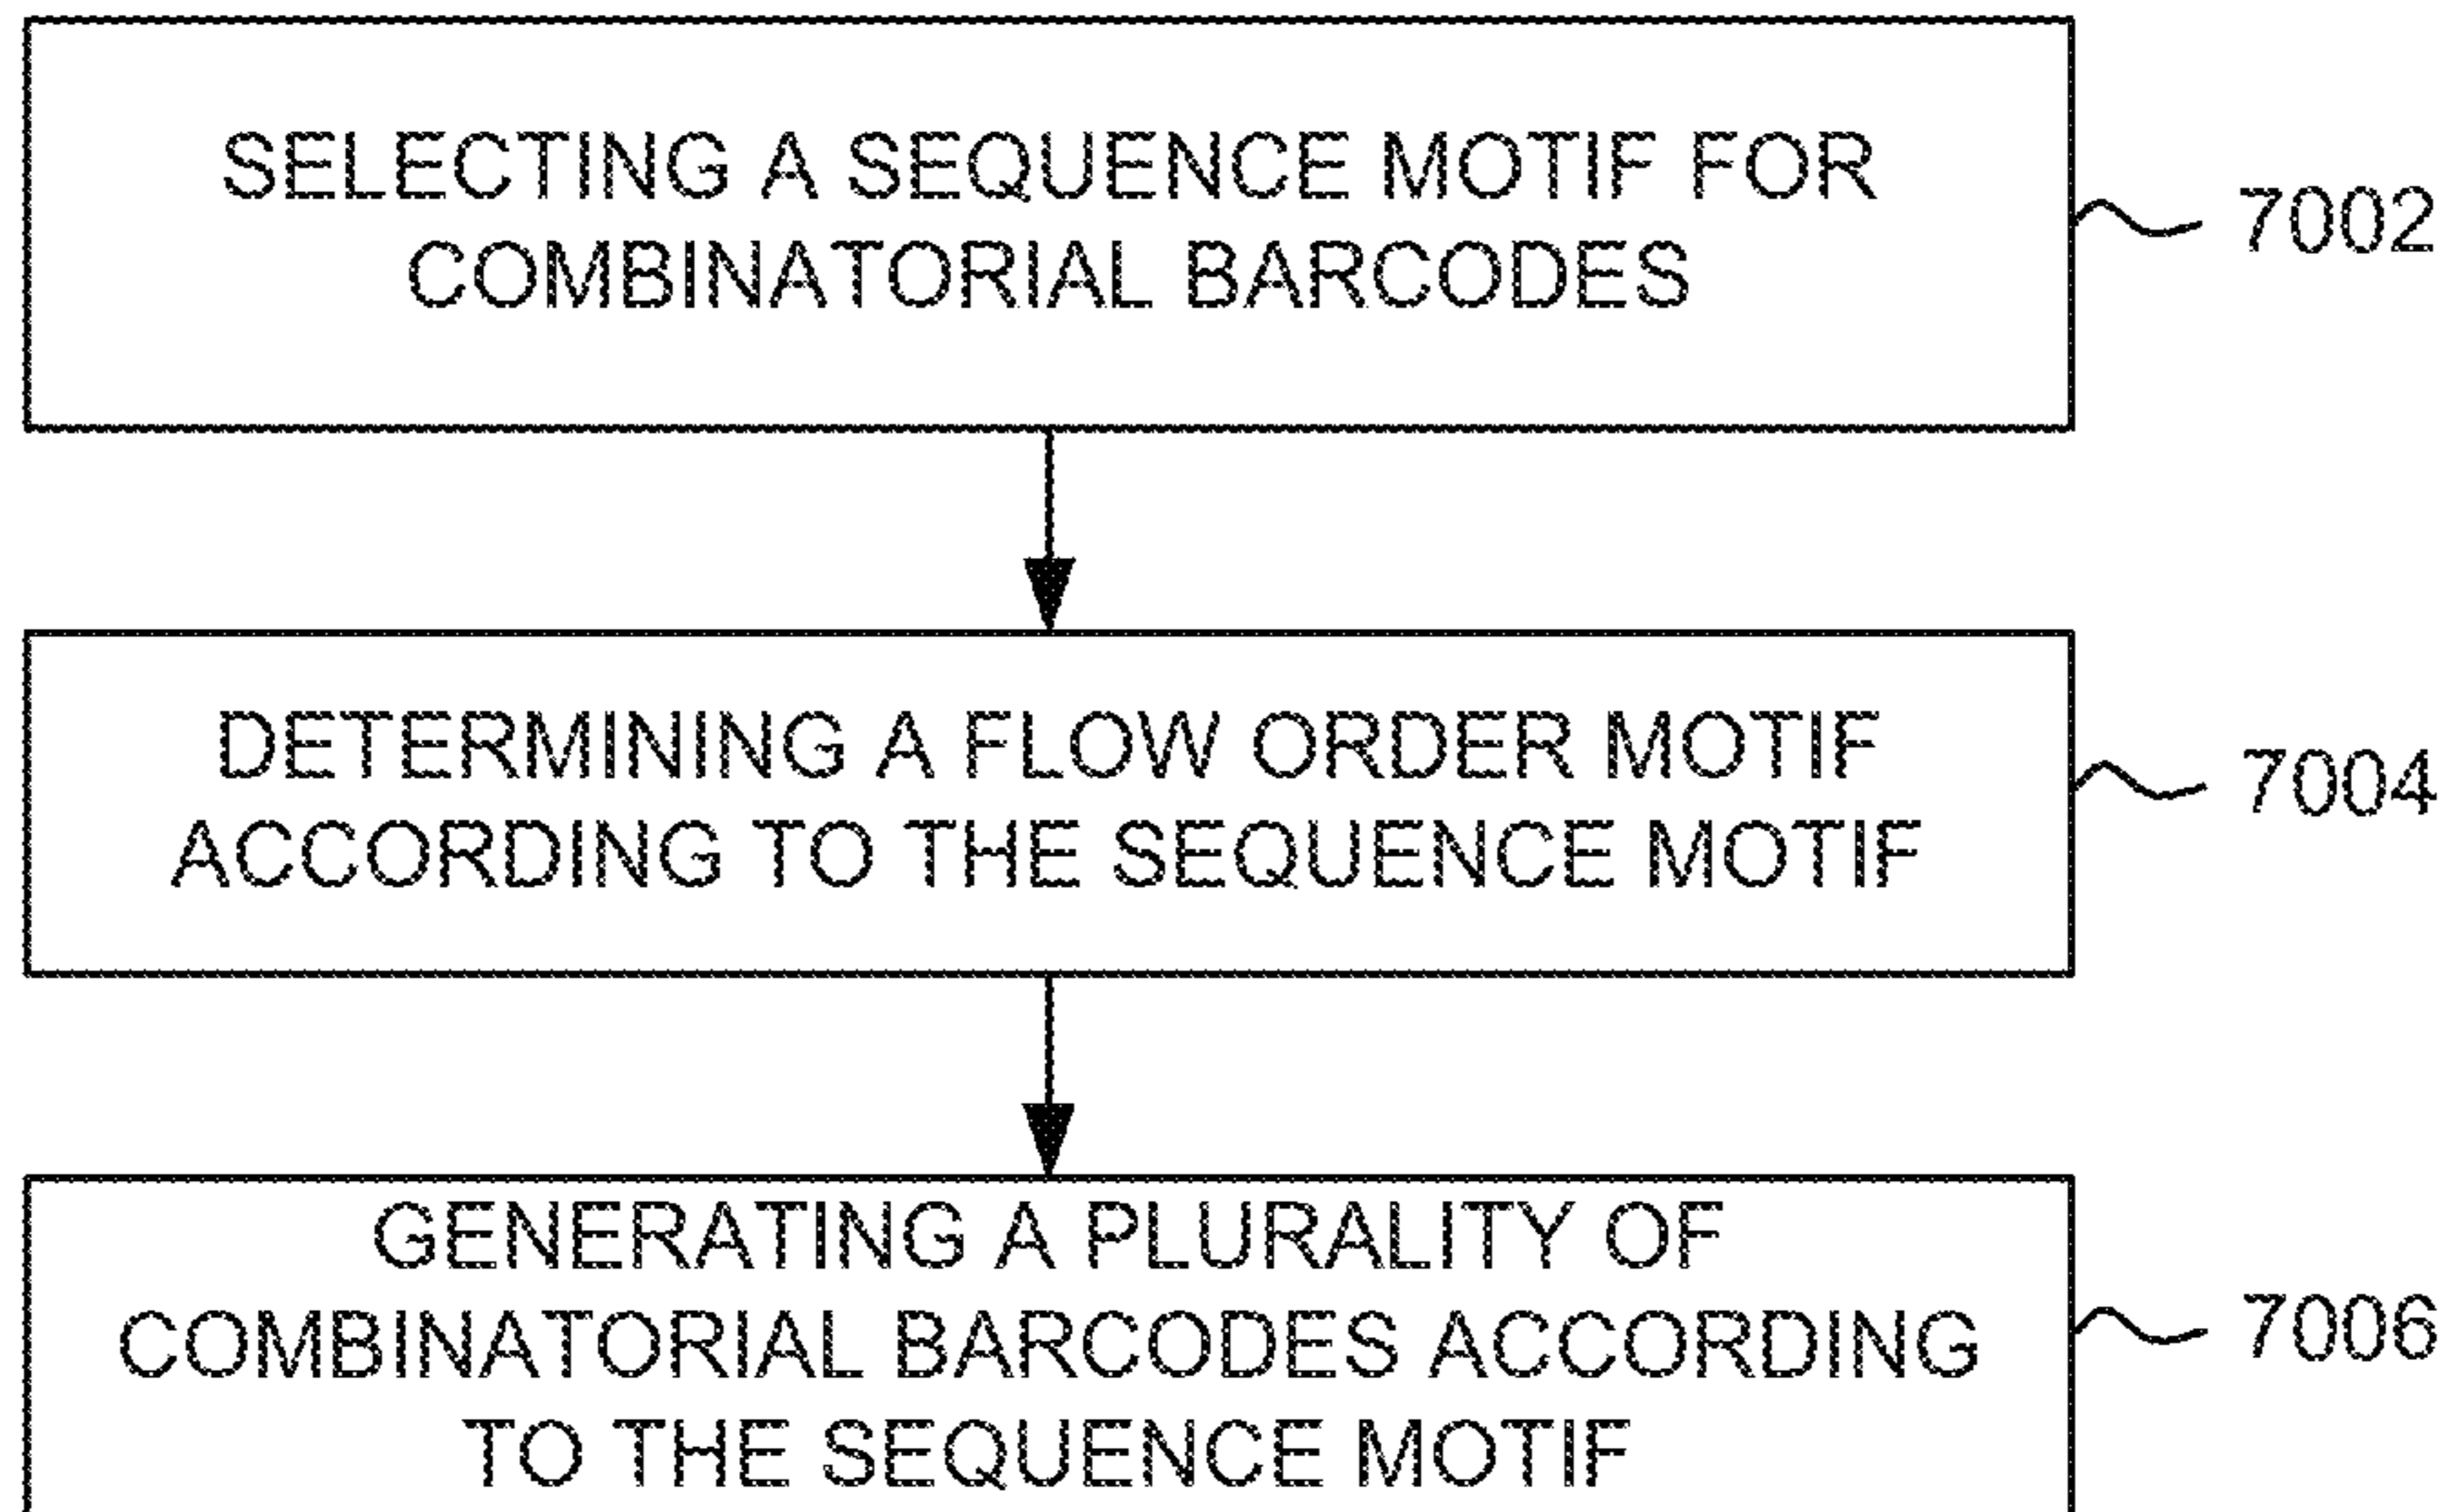 SELECTING A SEQUENCE MOTIF FOR
COMBINATORIAL BARCODES
7002
DETERMINING A FLOW ORDER MOTIF
ACCORDING TO THE SEQUENCE MOTIF
7004
GENERATING A PLURALITY OF
COMBINATORIAL BARCODES ACCORDING
TO THE SEQUENCE MOTIF
7006